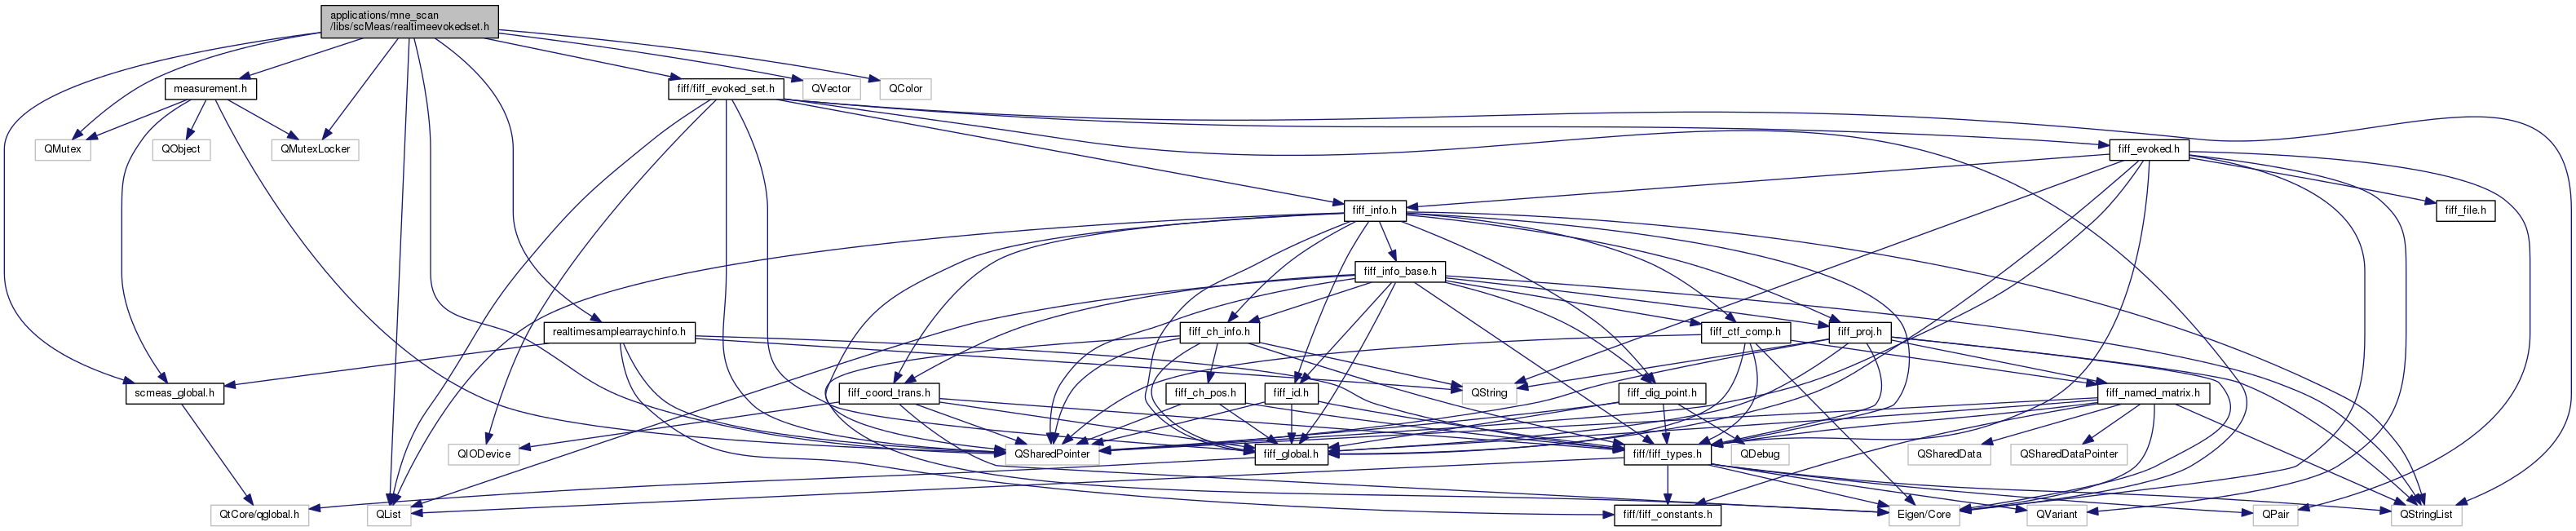 applications/mne_scan
/libs/scMeas/realtimeevokedset.h
measurement.h
fiff/fiff_evoked_set.h
QVector
QColor
QMutex
QObject
QMutexLocker
fiff_evoked.h
fiff_info.h
fiff_file.h
fiff_info_base.h
realtimesamplearraychinfo.h
fiff_ch_info.h
fiff_ctf_comp.h
fiff_proj.h
scmeas_global.h
fiff_coord_trans.h
fiff_ch_pos.h
fiff_id.h
QString
fiff_dig_point.h
fiff_named_matrix.h
QIODevice
QSharedPointer
fiff_global.h
fiff/fiff_types.h
QDebug
QSharedData
QSharedDataPointer
QtCore/qglobal.h
QList
fiff/fiff_constants.h
Eigen/Core
QVariant
QPair
QStringList